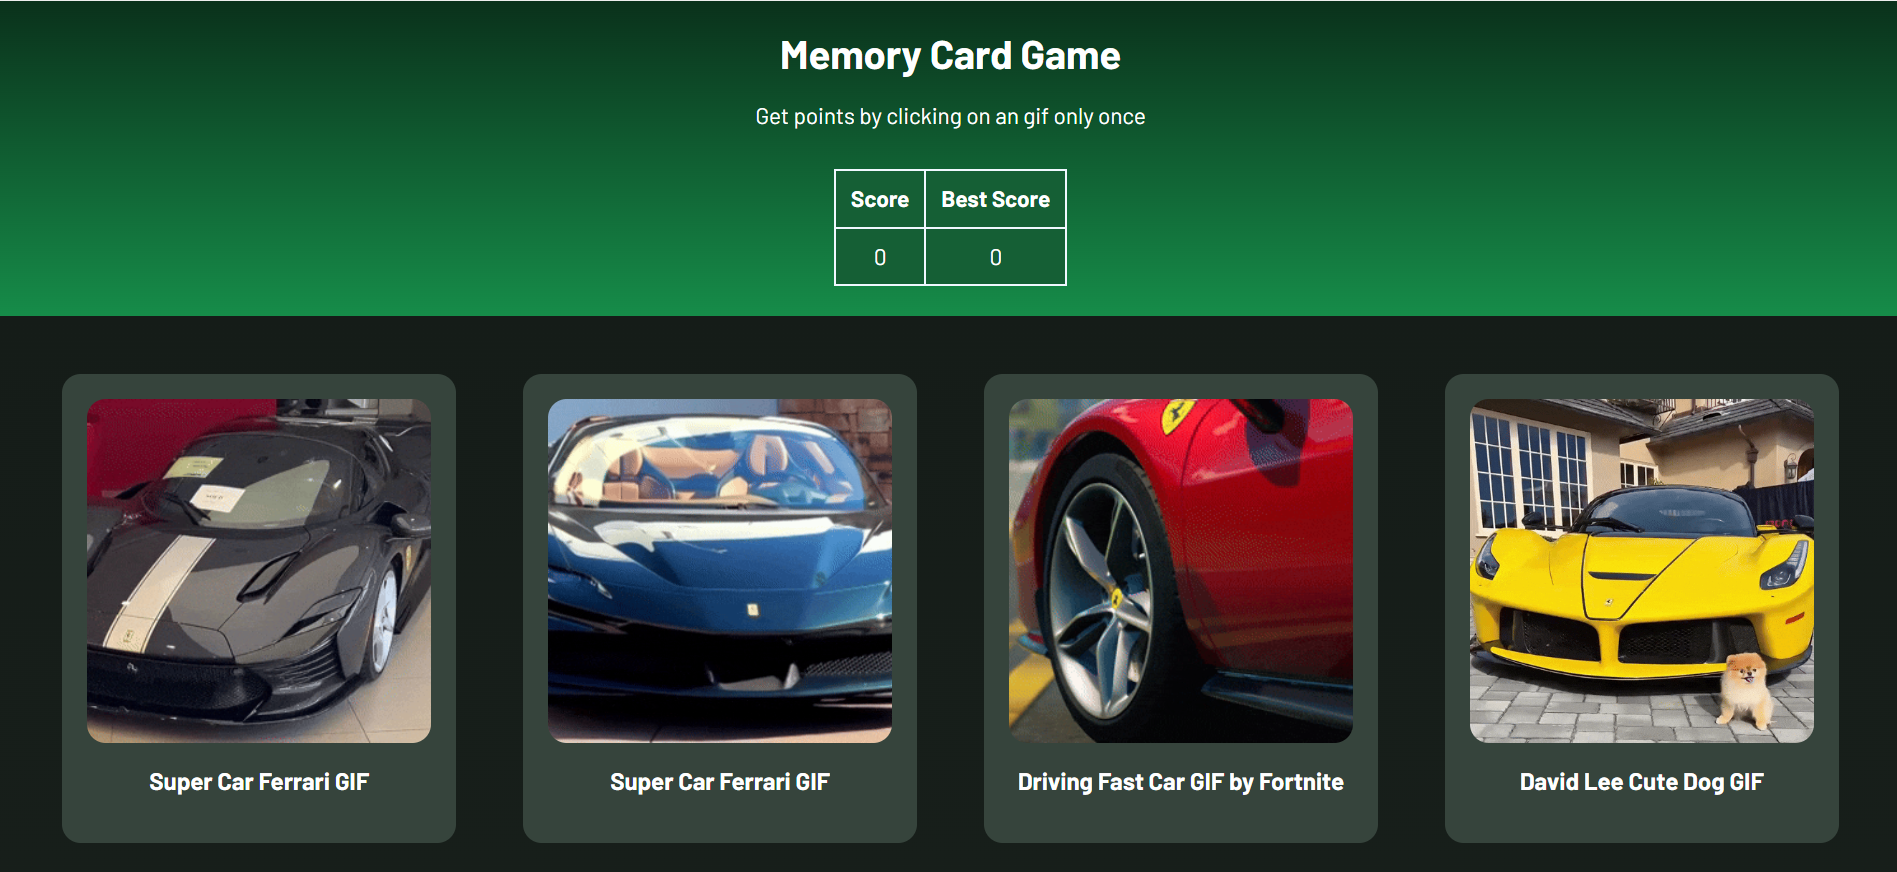 Memory Card Game
Get points by clicking on an gif only once
Score Best Score
0 0
Super Car Ferrari GIF
Super Car Ferrari GIF
Driving Fast Car GIF by Fortnite
David Lee Cute Dog GIF